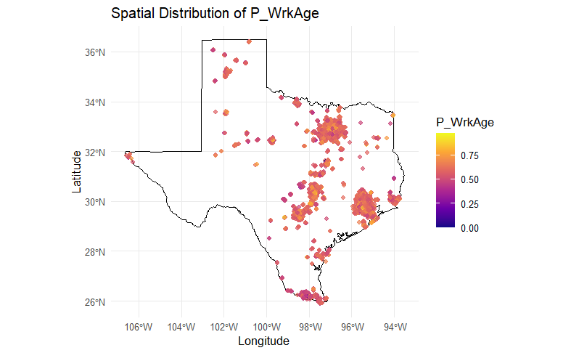 Spatial Distribution of P_WrkAge
36°N
34°N
32°N
30°N
28°N
26°N
Latitude
106°W 104°W 102°W 100°W 98°W 96°W 94°W
Longitude
P_WrkAge
0.75
0.50
0.25
0.00